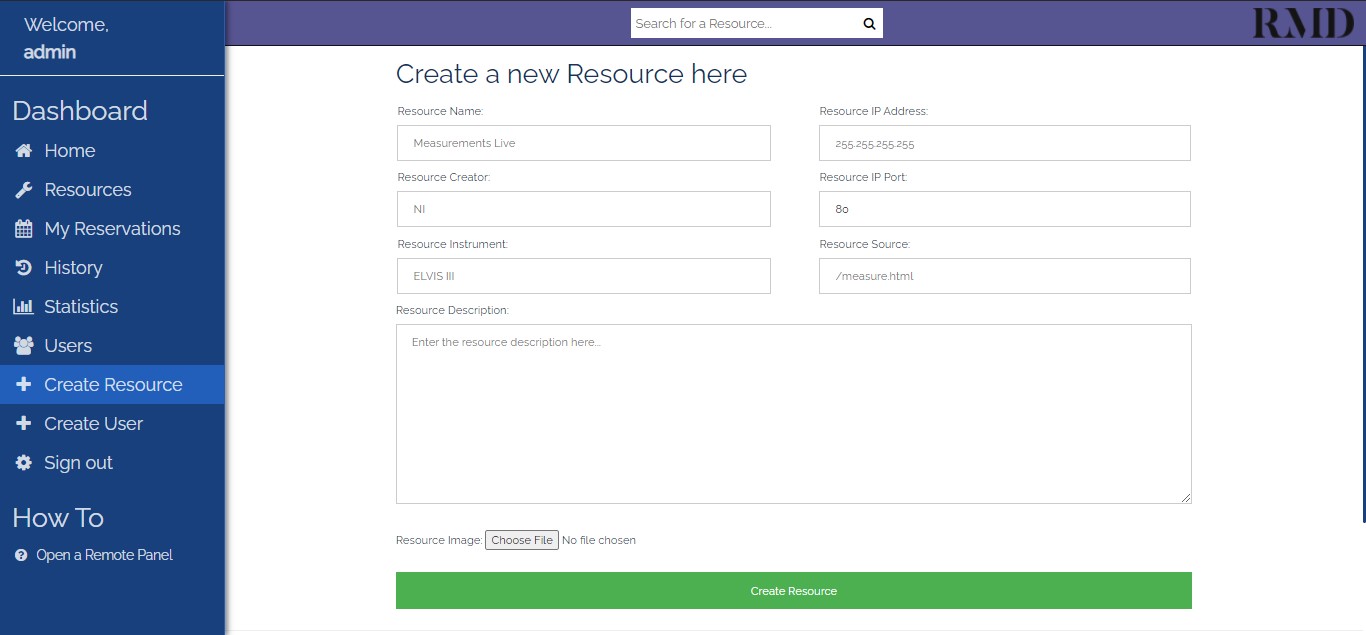 Welcome,
admin
Dashboard
Home
Resources
My Reservations
History
Statistics
Users
Create Resource
Create User
Sign out
How To
Open a Remote Panel
Search for a Resource...
RMD
Create a new Resource here
Resource Name:
Measurements Live
Resource IP Address:
255.255.255.255
Resource Creator:
NI
Resource IP Port:
80
Resource Instrument:
ELVIS III
Resource Source:
/measure.html
Resource Description:
Enter the resource description here...
Resource Image: Choose File No file chosen
Create Resource